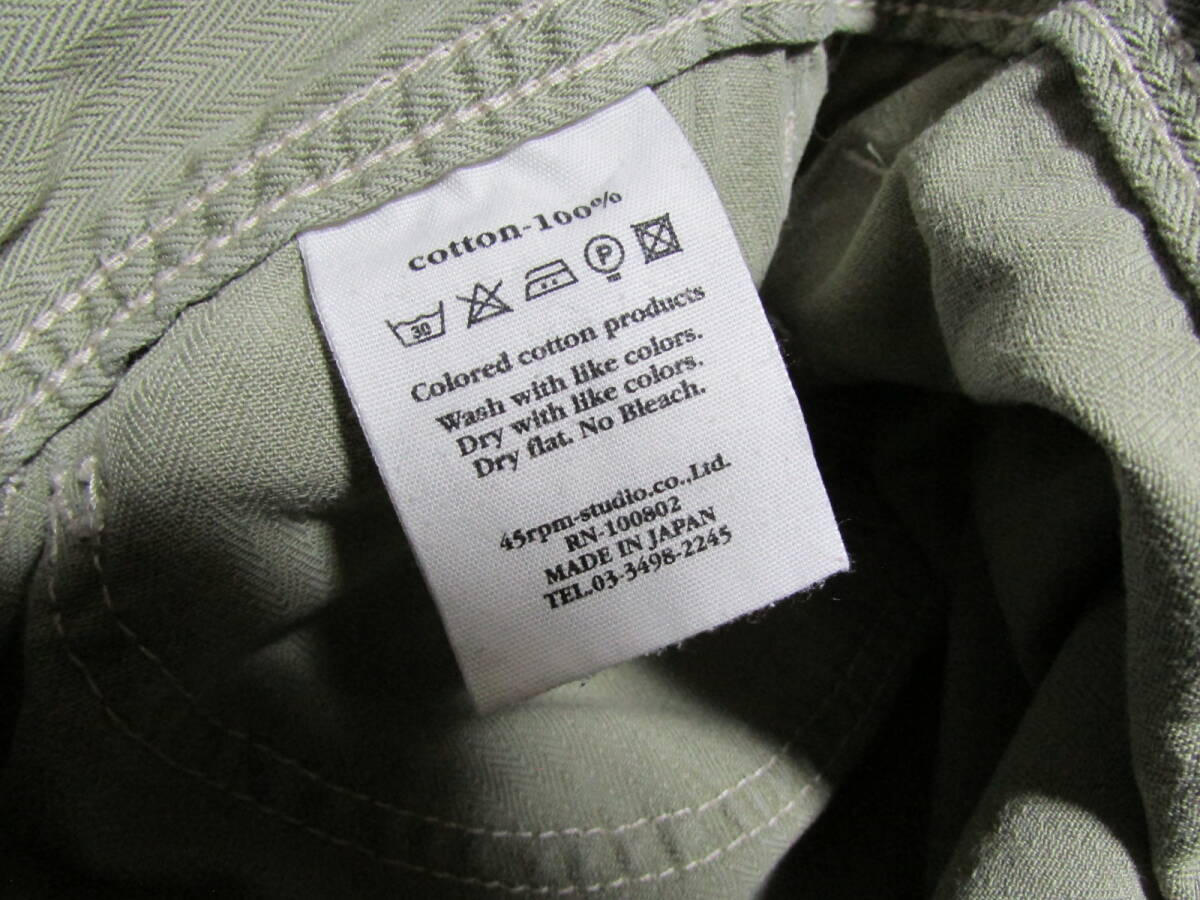 cotton-100%
30 P
Colored cotton products
Wash with like colors.
Dry with like colors.
Dry flat. No Bleach.
45rpm-studio.co.,Ltd.
RN-100802
MADE IN JAPAN
TEL.03-3498-2245